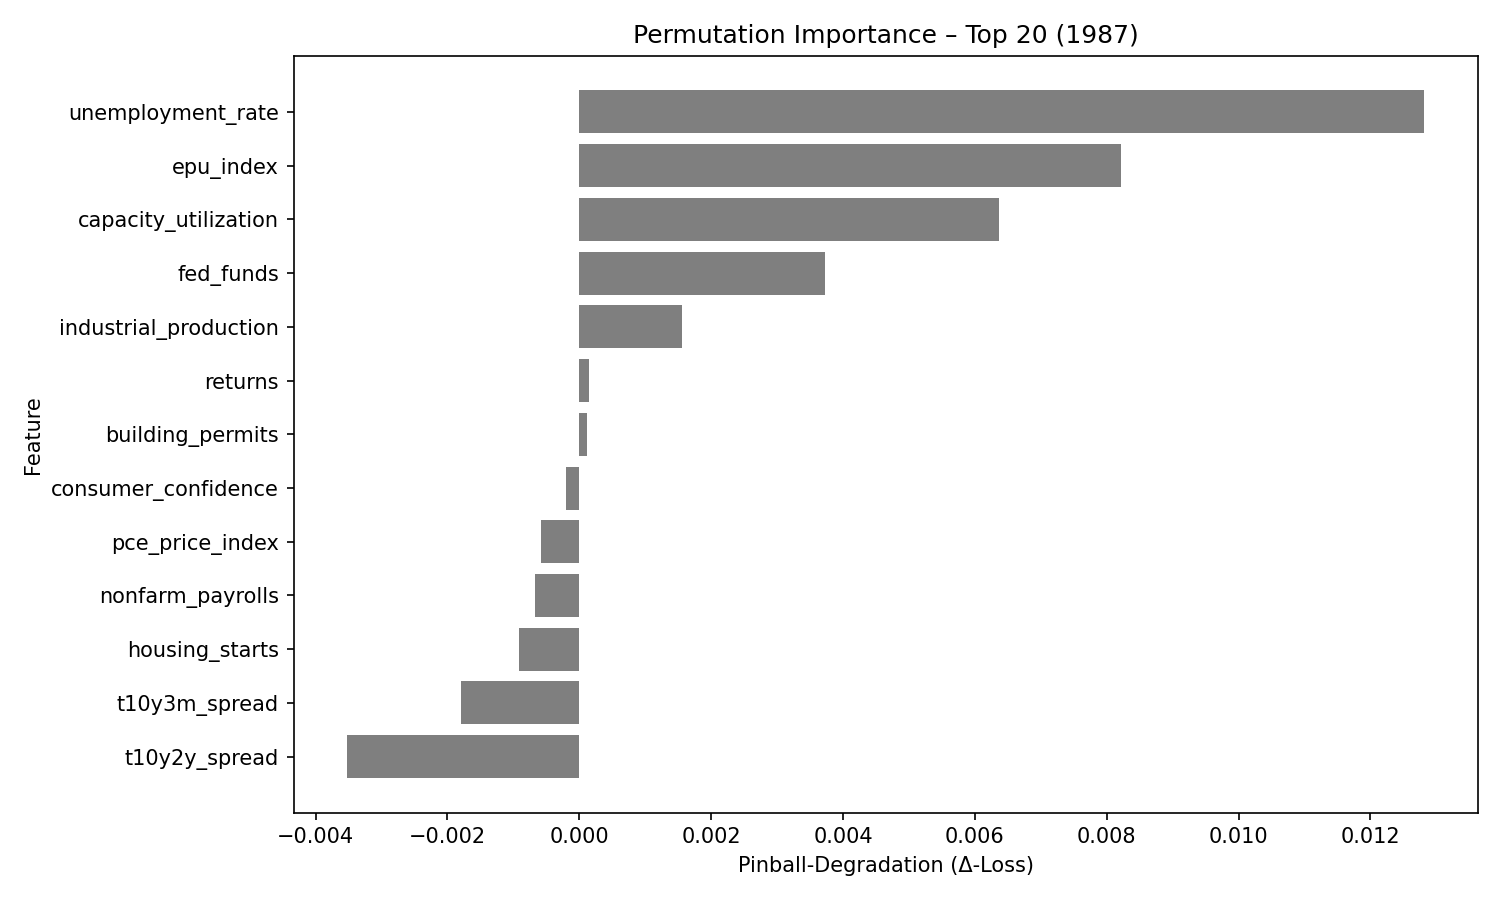 Permutation Importance – Top 20 (1987)
Feature
unemployment_rate
epu_index
capacity_utilization
fed_funds
industrial_production
returns
building_permits
consumer_confidence
pce_price_index
nonfarm_payrolls
housing_starts
t10y3m_spread
t10y2y_spread
−0.004 −0.002 0.000 0.002 0.004 0.006 0.008 0.010 0.012
Pinball-Degradation (Δ-Loss)